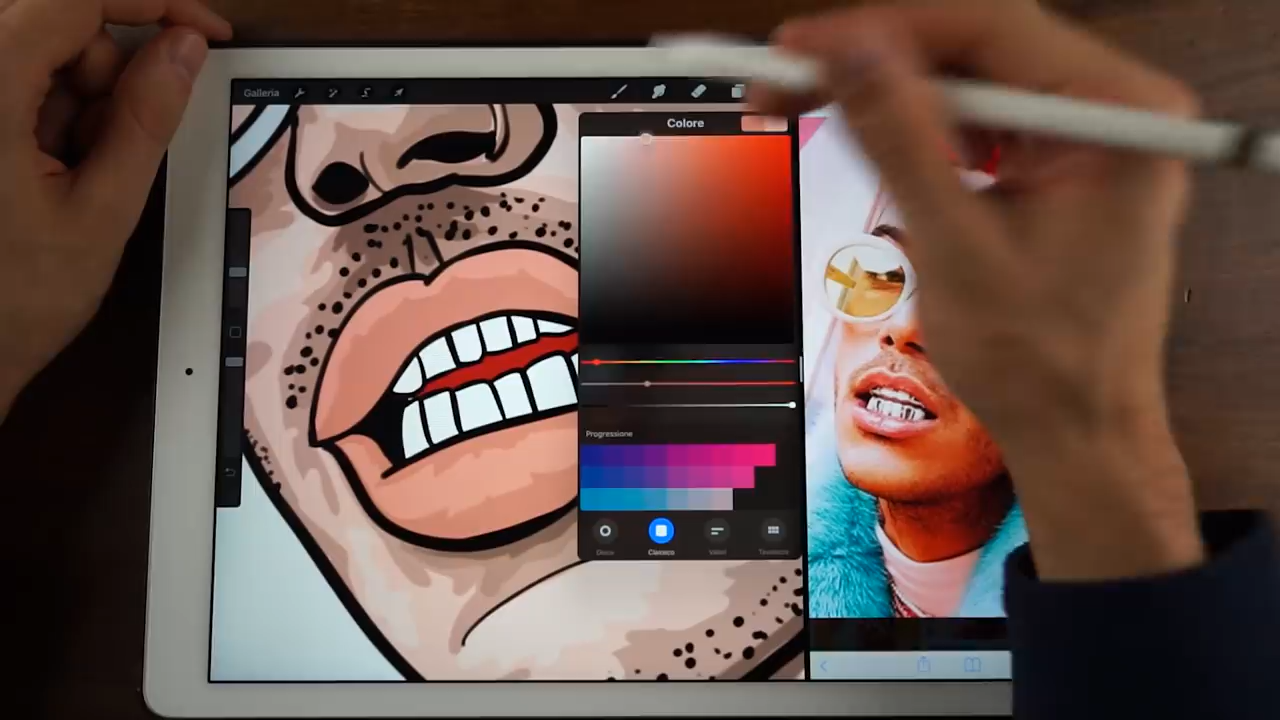 Galleria
Colore
Progressione
Disco
Classico
Valori
Tavolozze